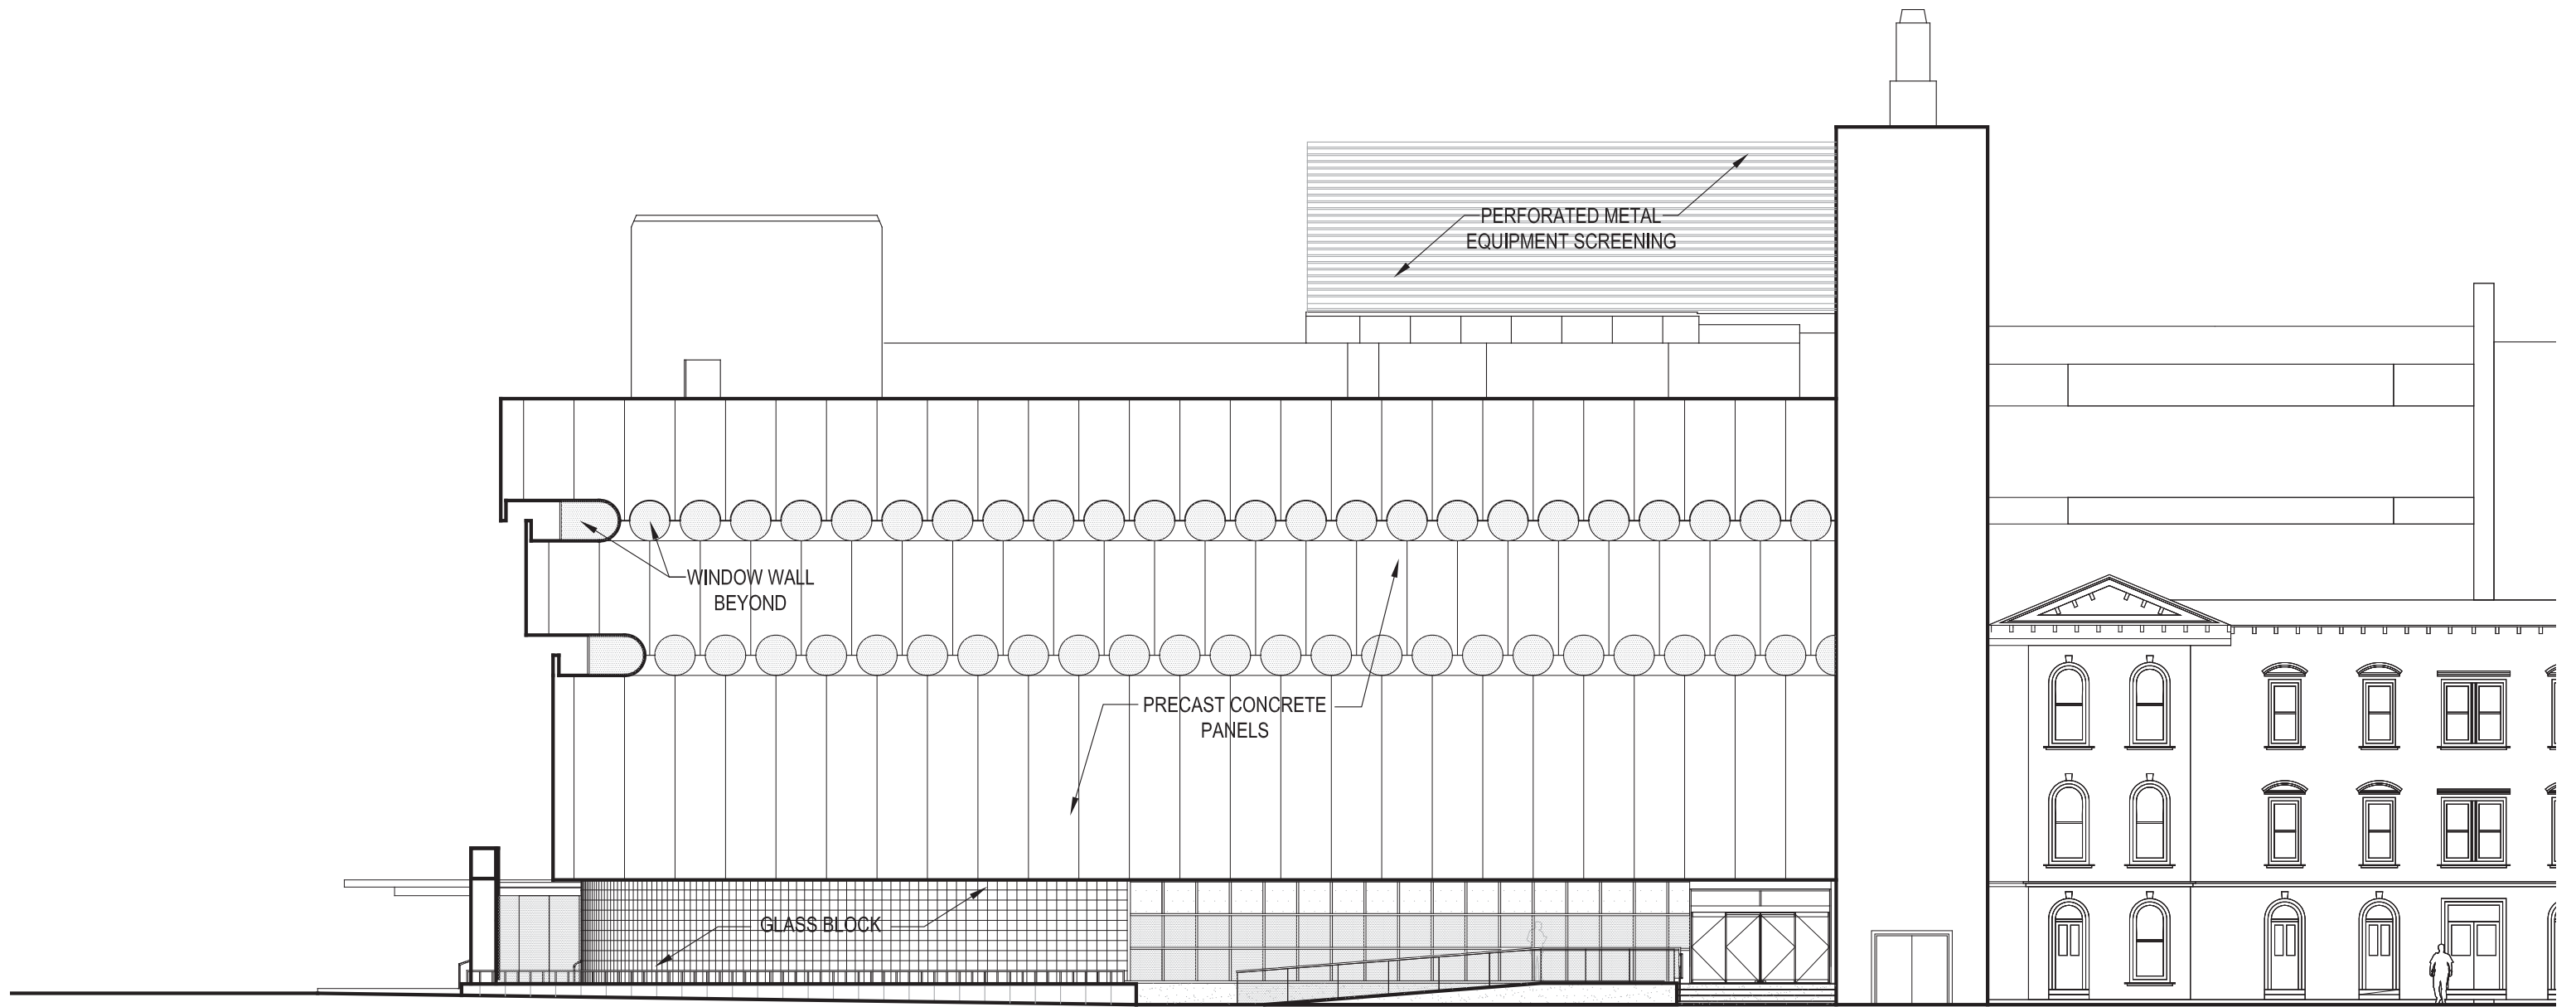 PERFORATED METAL
EQUIPMENT SCREENING
WINDOW WALL
BEYOND
PRECAST CONCRETE
PANELS
GLASS BLOCK